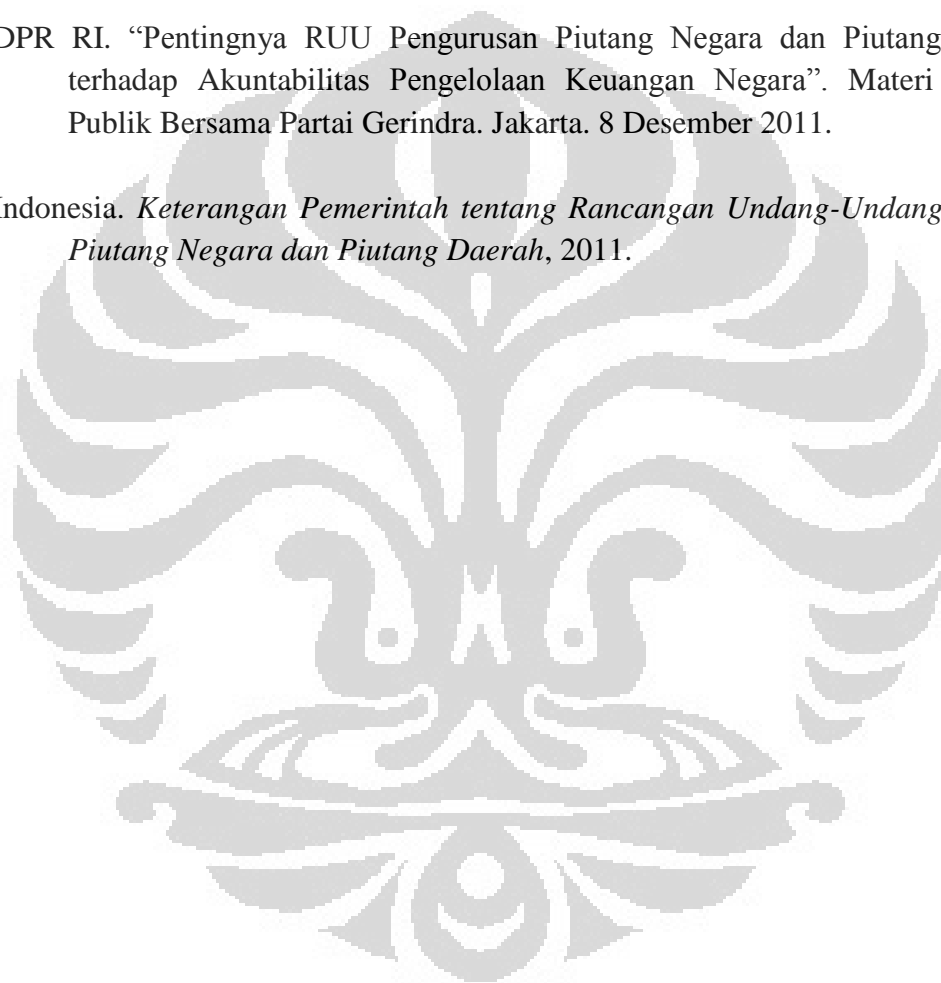 DPR RI. “Pentingnya RUU Pengurusan Piutang Negara dan Piutang
terhadap Akuntabilitas Pengelolaan Keuangan Negara”. Materi
Publik Bersama Partai Gerindra. Jakarta. 8 Desember 2011.
Indonesia. Keterangan Pemerintah tentang Rancangan Undang-Undang
Piutang Negara dan Piutang Daerah, 2011.